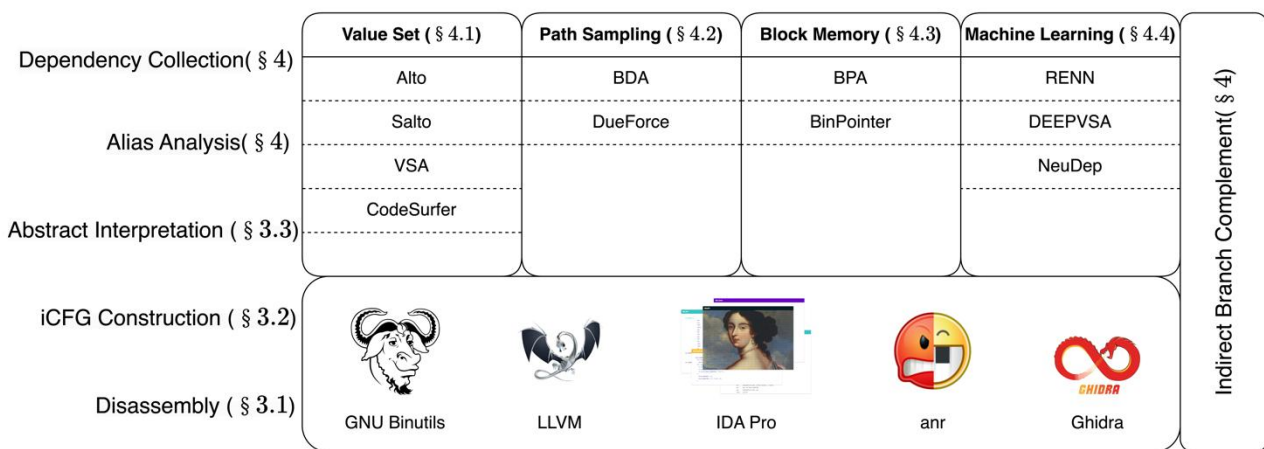 Value Set ( § 4.1)
Path Sampling ( § 4.2)
Block Memory ( § 4.3)
Machine Learning ( § 4.4)
Dependency Collection( § 4)
Alto
BDA
BPA
RENN
Salto
DueForce
BinPointer
DEEPVSA
Alias Analysis( § 4)
VSA
NeuDep
CodeSurfer
Abstract Interpretation ( § 3.3)
Indirect Branch Complement( § 4)
iCFG Construction ( § 3.2)
GHIDRA
Disassembly ( § 3.1)
GNU Binutils
LLVM
IDA Pro
anr
Ghidra